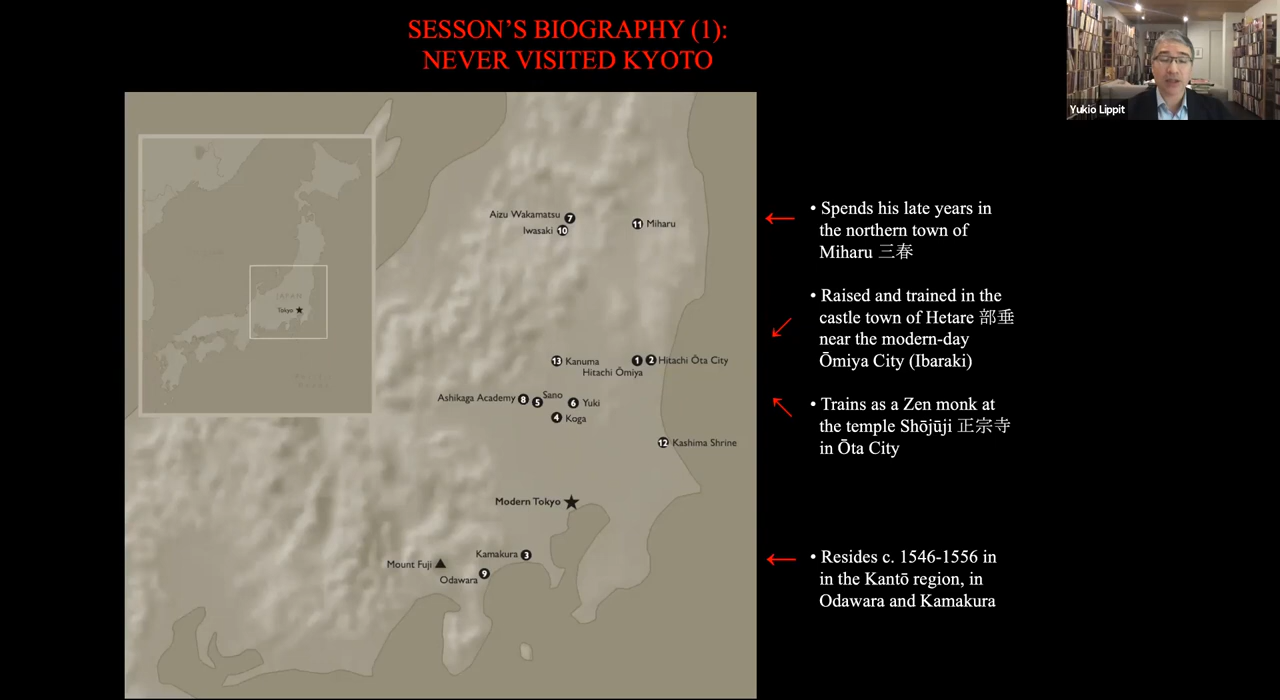 SESSON'S BIOGRAPHY (1):
NEVER VISITED KYOTO
Yukio Lippit
JAPAN
Tokyo ★
Aizu Wakamatsu 7
Iwasaki 10
11 Miharu
13 Kanuma
1 2 Hitachi Ōta City
Hitachi Ōmiya
Ashikaga Academy 8
5 Sano
6 Yuki
4 Koga
12 Kashima Shrine
Modern Tokyo ★
Kamakura 3
Mount Fuji ▲
Odawara 9
← • Spends his late years in
the northern town of
Miharu 三春
↙ • Raised and trained in the
castle town of Hetare 部垂
near the modern-day
Ōmiya City (Ibaraki)
↖ • Trains as a Zen monk at
the temple Shōjūji 正宗寺
in Ōta City
← • Resides c. 1546-1556 in
in the Kantō region, in
Odawara and Kamakura